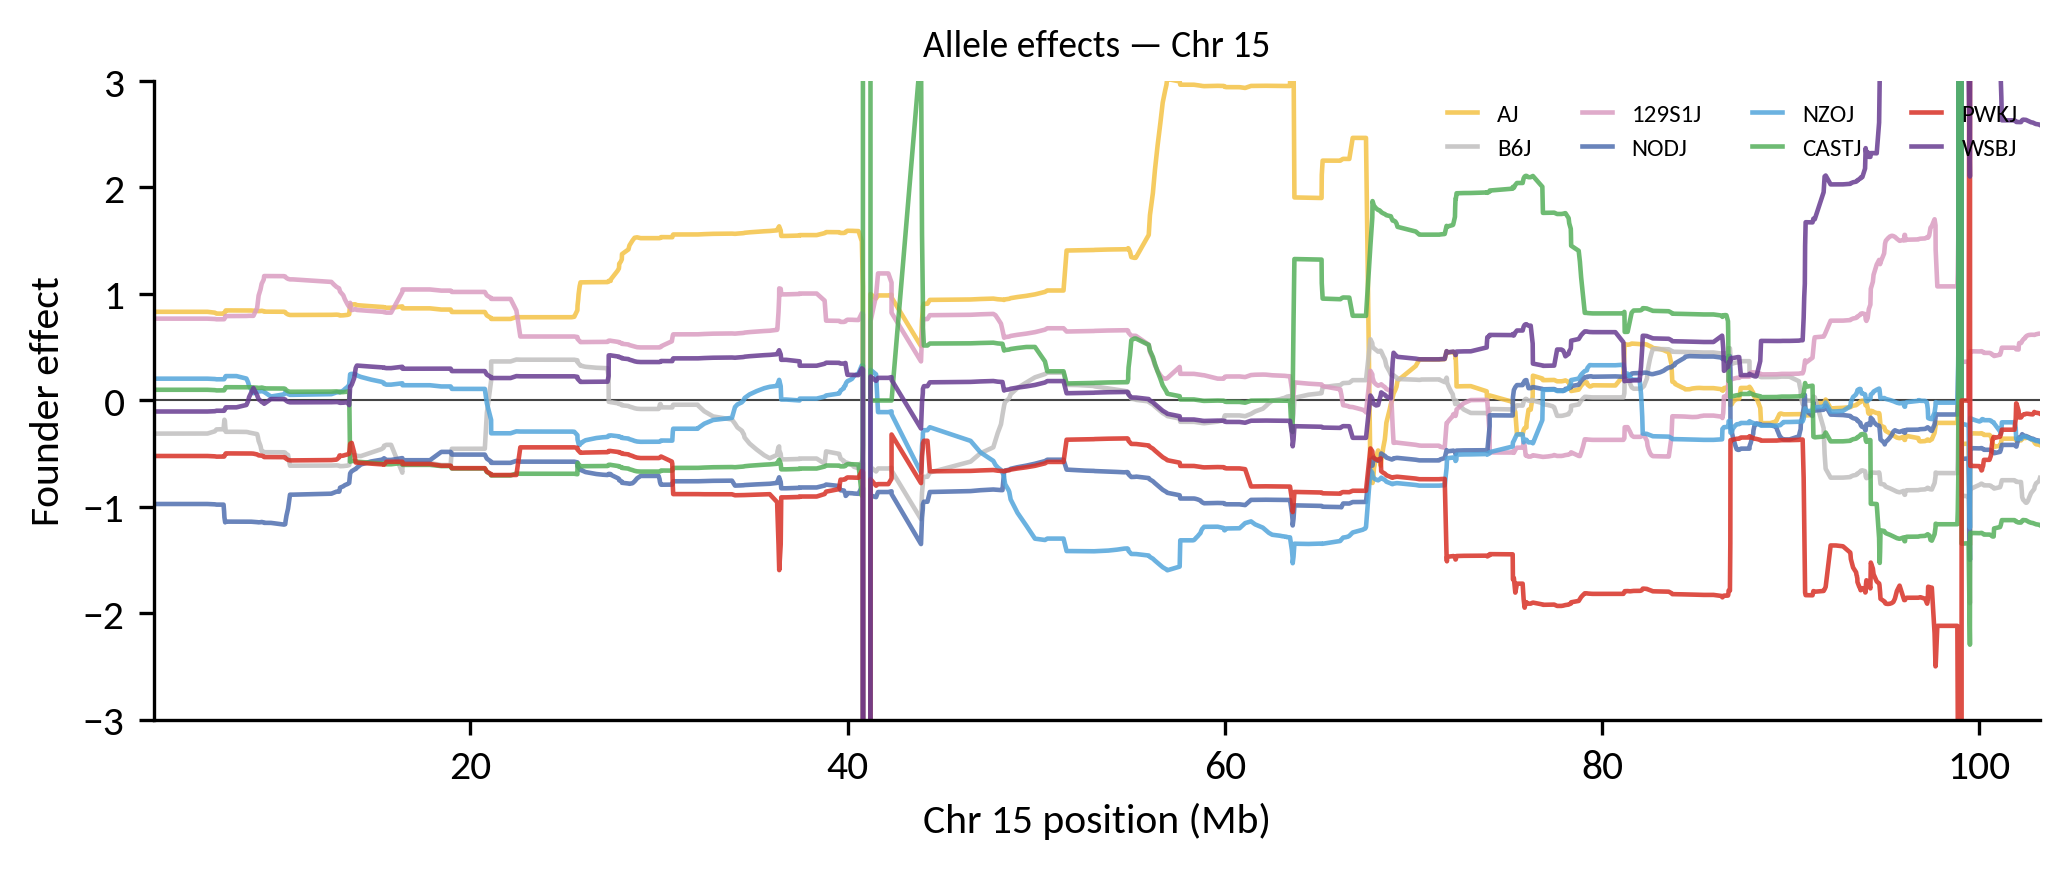 Allele effects — Chr 15
3
2
1
0
−1
−2
−3
Founder effect
AJ 129S1J NZOJ PWKJ
B6J NODJ CASTJ WSBJ
20 40 60 80 100
Chr 15 position (Mb)